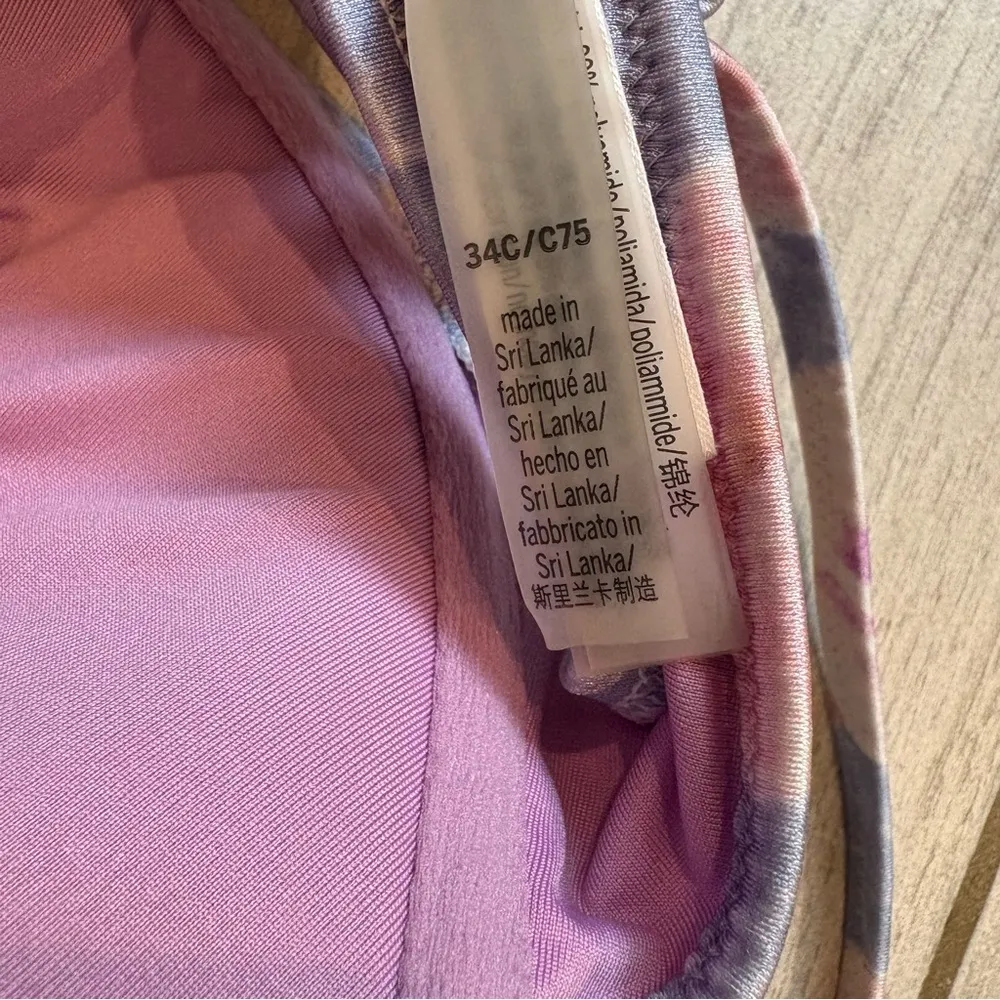 34C/C75
made in
Sri Lanka/
fabriqué au
Sri Lanka/
hecho en
Sri Lanka/
fabbricato in
Sri Lanka/
斯里兰卡制造
polyamide/poliamida/poliammide/锦纶